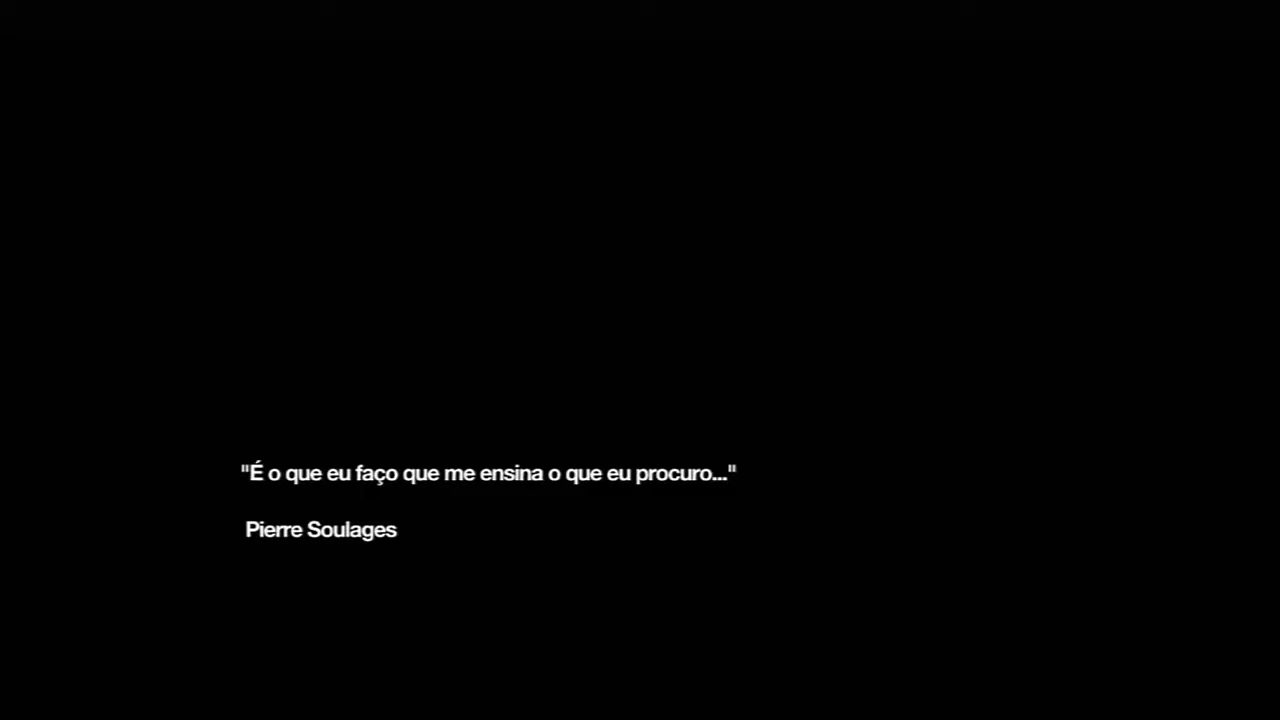 "É o que eu faço que me ensina o que eu procuro..."
Pierre Soulages